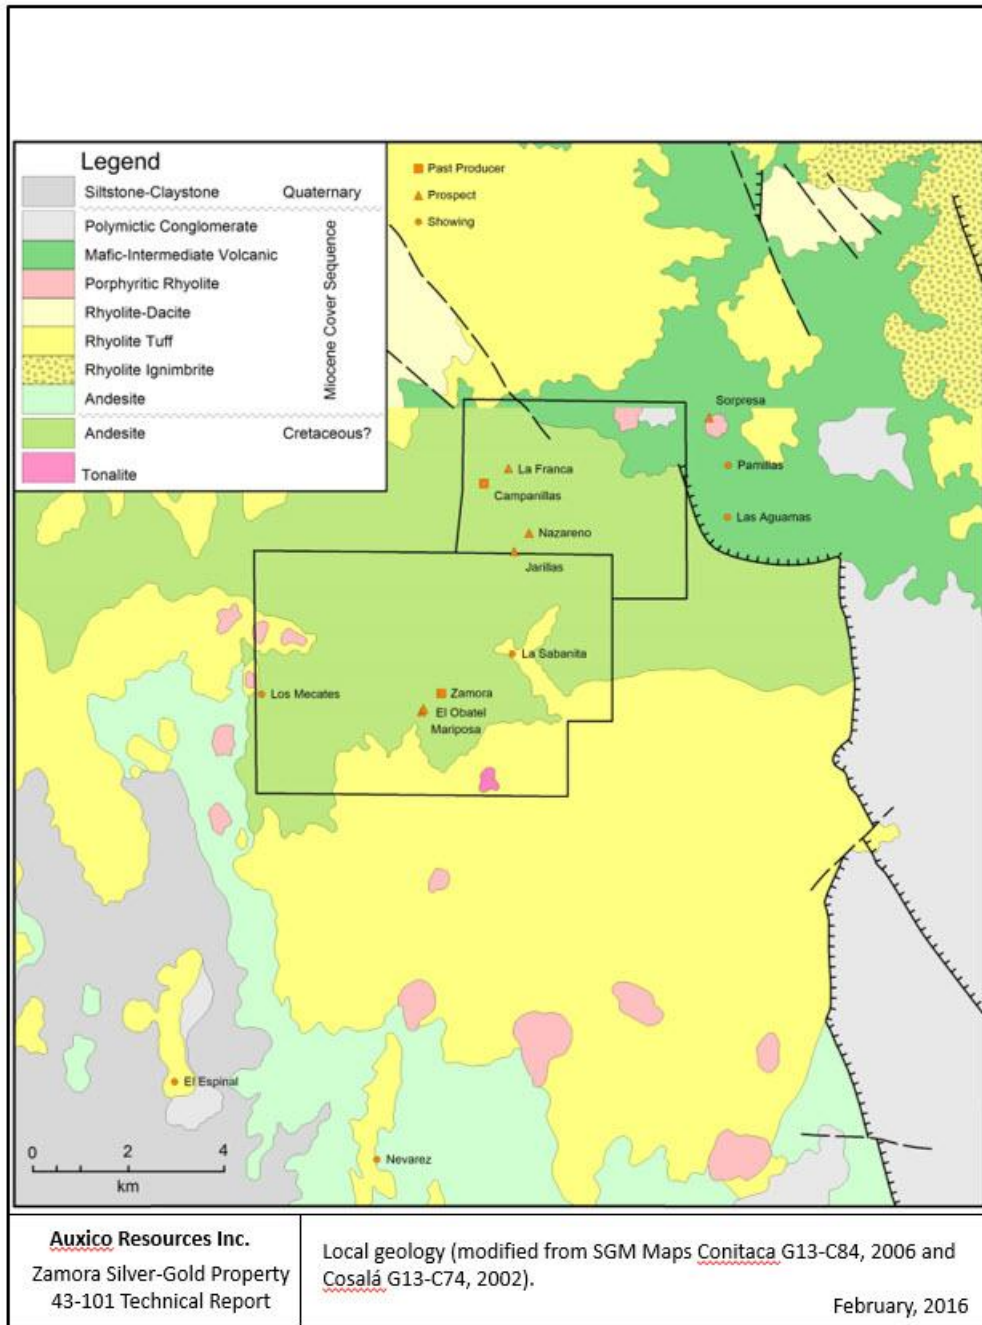 Legend
Siltstone-Claystone Quaternary
Polymictic Conglomerate
Mafic-Intermediate Volcanic
Porphyritic Rhyolite
Rhyolite-Dacite
Rhyolite Tuff
Rhyolite Ignimbrite
Andesite
Miocene Cover Sequence
Andesite Cretaceous?
Tonalite
Past Producer
Prospect
Showing
Sorpresa
La Franca
Pamillas
Campanillas
Las Aguamas
Nazareno
Jarillas
La Sabanita
Los Mecates
Zamora
El Obatel
Mariposa
El Espinal
Nevarez
0 2 4
km
Auxico Resources Inc.
Zamora Silver-Gold Property
43-101 Technical Report
Local geology (modified from SGM Maps Conitaca G13-C84, 2006 and
Cosalá G13-C74, 2002).
February, 2016